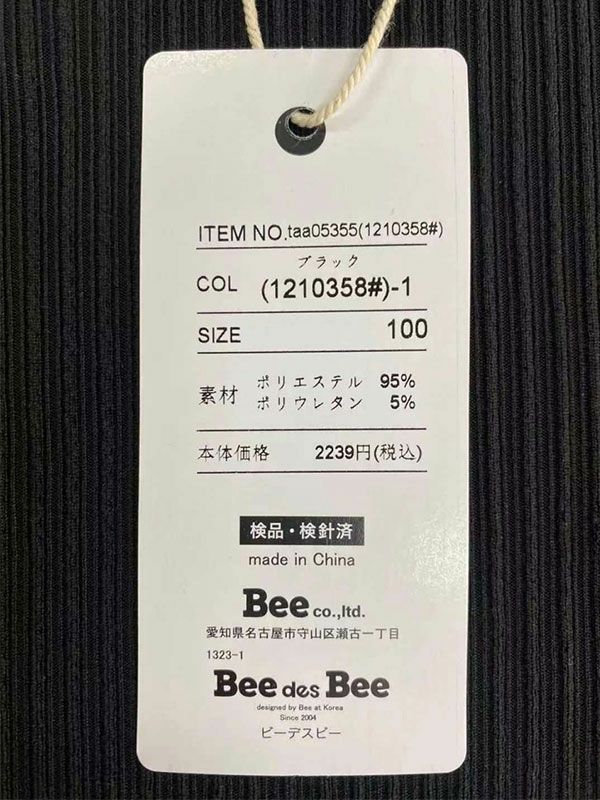 ITEM NO.taa05355(1210358#)
ブラック
COL (1210358#)-1
SIZE 100
素材 ポリエステル 95%
ポリウレタン 5%
本体価格 2239円(税込)
検品・検針済
made in China
Bee co.,ltd.
愛知県名古屋市守山区瀬古一丁目
1323-1
Bee des Bee
designed by Bee at Korea
Since 2004
ビーデスビー